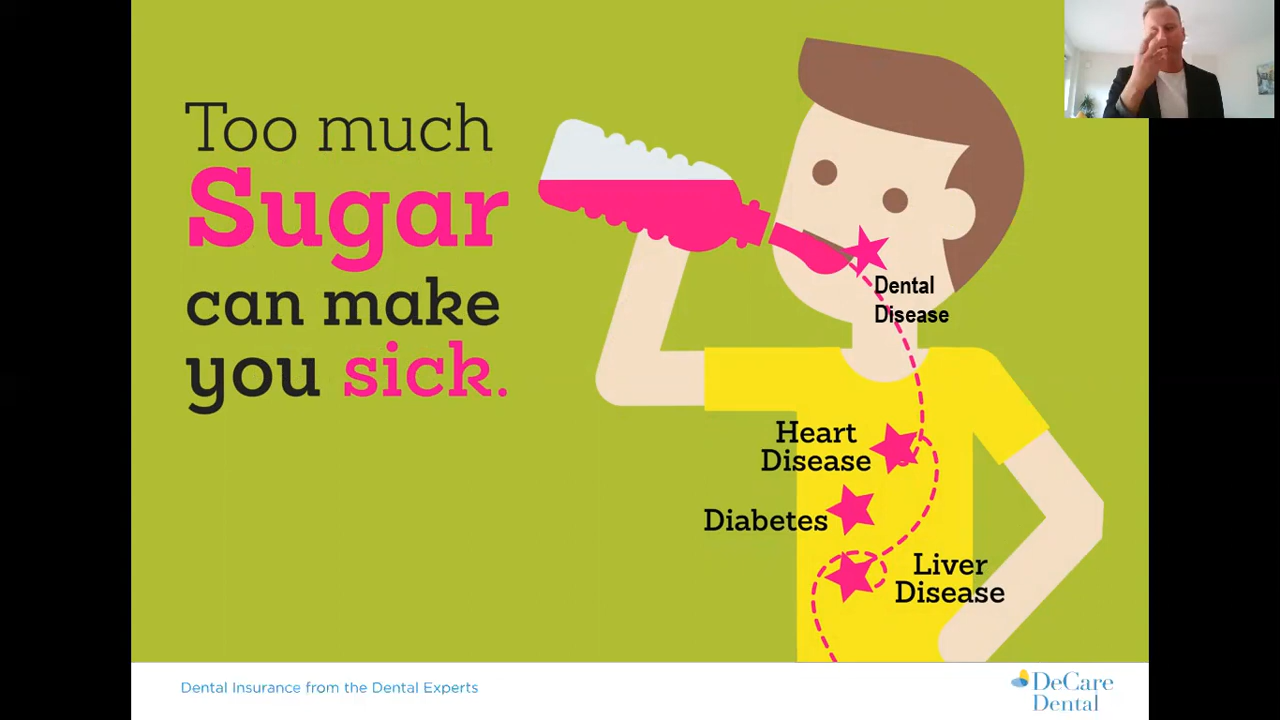 Too much
Sugar
can make
you sick.
Dental
Disease
Heart
Disease
Diabetes
Liver
Disease
Dental Insurance from the Dental Experts
DeCare
Dental